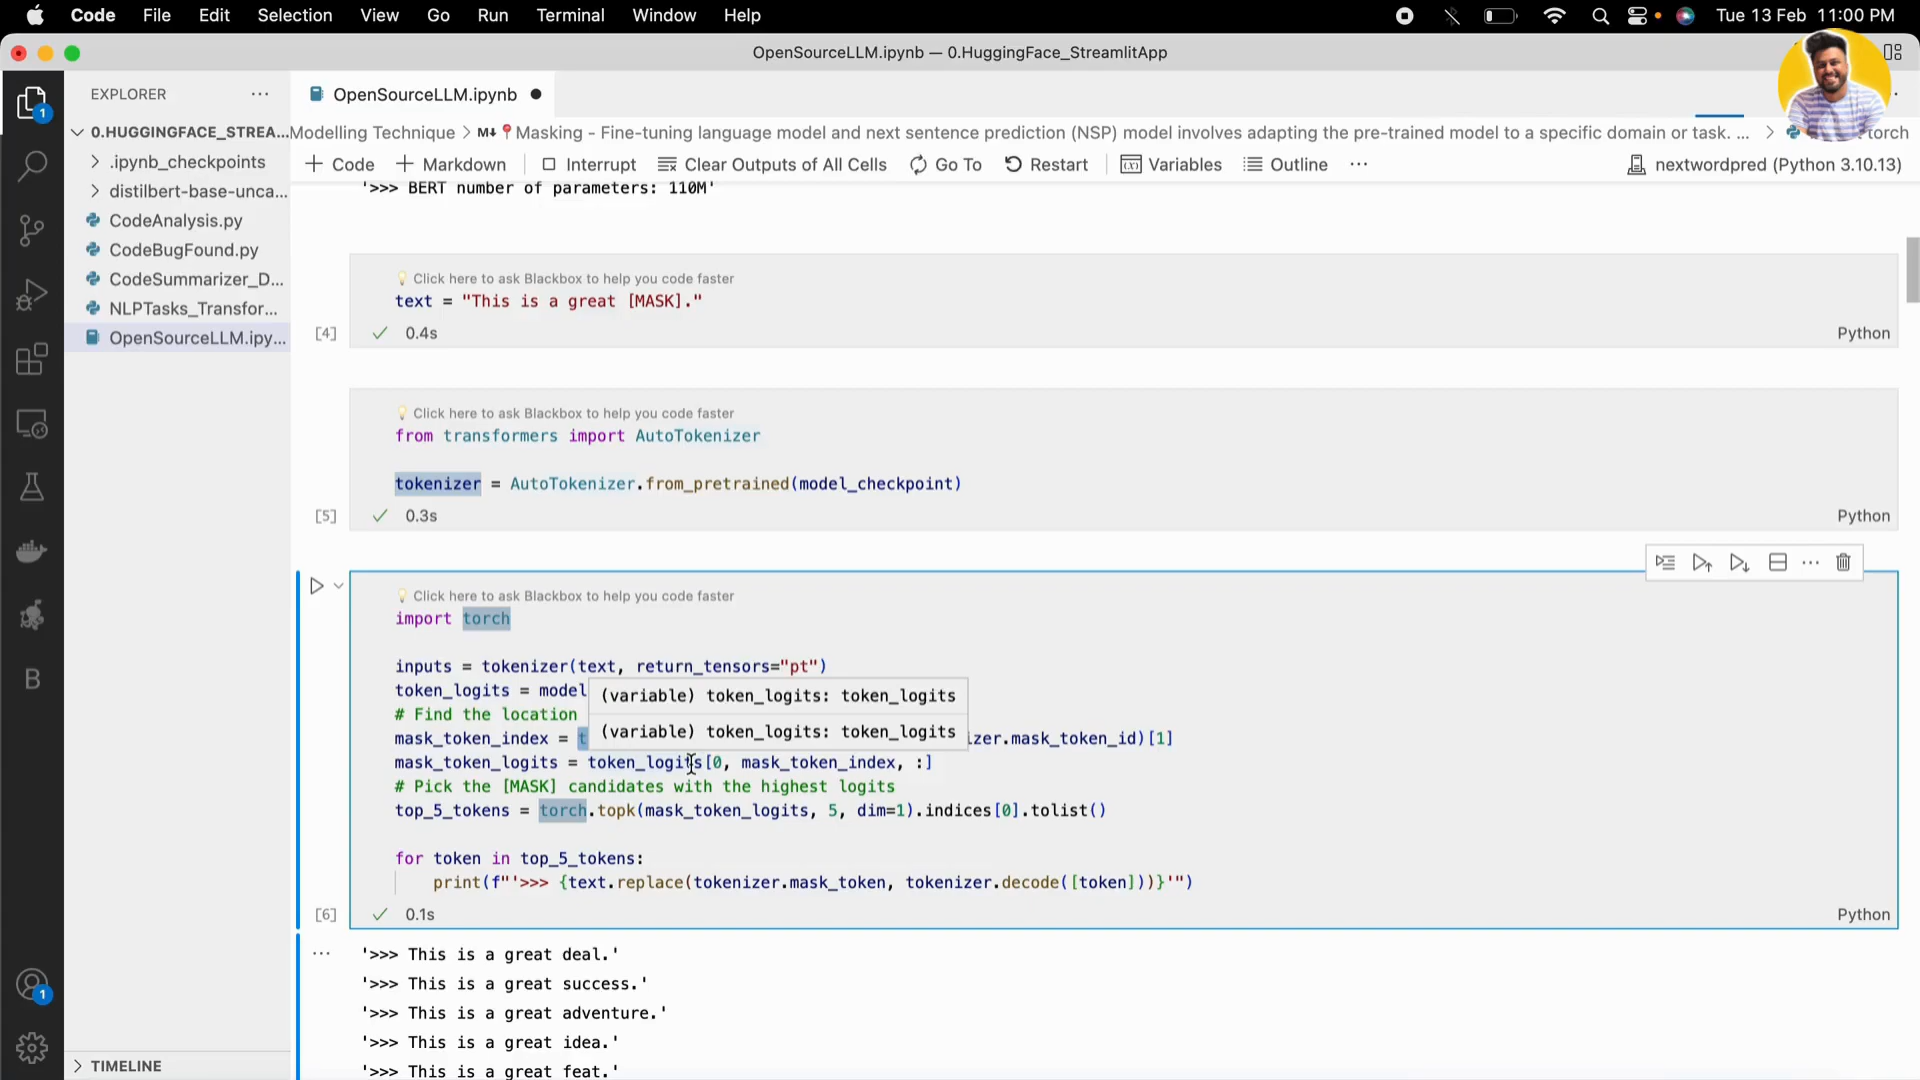 Code File Edit Selection View Go Run Terminal Window Help Tue 13 Feb 11:00 PM
OpenSourceLLM.ipynb — 0.HuggingFace_StreamlitApp
EXPLORER ···
OpenSourceLLM.ipynb
0.HUGGINGFACE_STREA...
.ipynb_checkpoints
distilbert-base-unca...
CodeAnalysis.py
CodeBugFound.py
CodeSummarizer_D...
NLPTasks_Transfor...
OpenSourceLLM.ipy...
TIMELINE
1
B
1
Modelling Technique > M↓ 📍Masking - Fine-tuning language model and next sentence prediction (NSP) model involves adapting the pre-trained model to a specific domain or task. ... > torch
+ Code + Markdown Interrupt Clear Outputs of All Cells Go To Restart Variables Outline ··· nextwordpred (Python 3.10.13)
'>>> BERT number of parameters: 110M'
💡 Click here to ask Blackbox to help you code faster
text = "This is a great [MASK]."
[4] ✓ 0.4s Python
💡 Click here to ask Blackbox to help you code faster
from transformers import AutoTokenizer
tokenizer = AutoTokenizer.from_pretrained(model_checkpoint)
[5] ✓ 0.3s Python
💡 Click here to ask Blackbox to help you code faster
import torch
inputs = tokenizer(text, return_tensors="pt")
token_logits = model
(variable) token_logits: token_logits
# Find the location
(variable) token_logits: token_logits
mask_token_index = t zer.mask_token_id)[1]
mask_token_logits = token_logits[0, mask_token_index, :]
# Pick the [MASK] candidates with the highest logits
top_5_tokens = torch.topk(mask_token_logits, 5, dim=1).indices[0].tolist()
for token in top_5_tokens:
print(f"'>>> {text.replace(tokenizer.mask_token, tokenizer.decode([token]))}'")
[6] ✓ 0.1s Python
··· '>>> This is a great deal.'
'>>> This is a great success.'
'>>> This is a great adventure.'
'>>> This is a great idea.'
'>>> This is a great feat.'